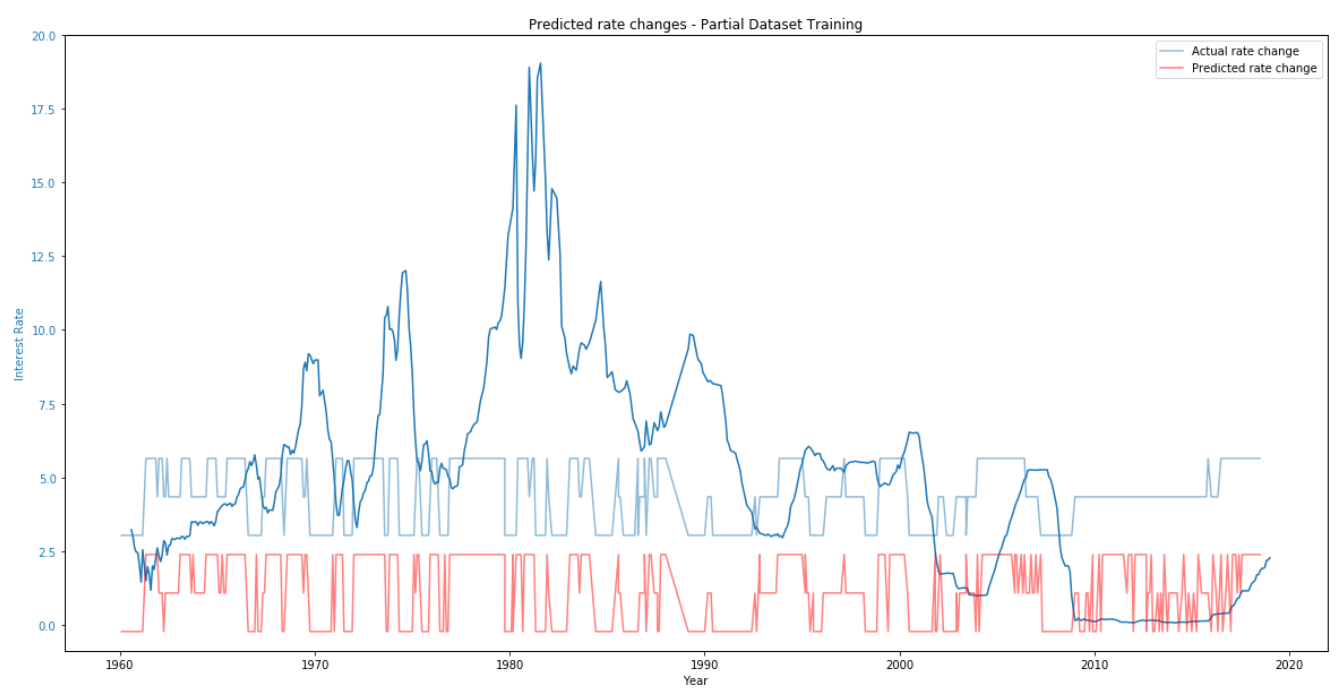 Predicted rate changes - Partial Dataset Training
Actual rate change
Predicted rate change
20.0
17.5
15.0
12.5
10.0
7.5
5.0
2.5
0.0
Interest Rate
1960 1970 1980 1990 2000 2010 2020
Year